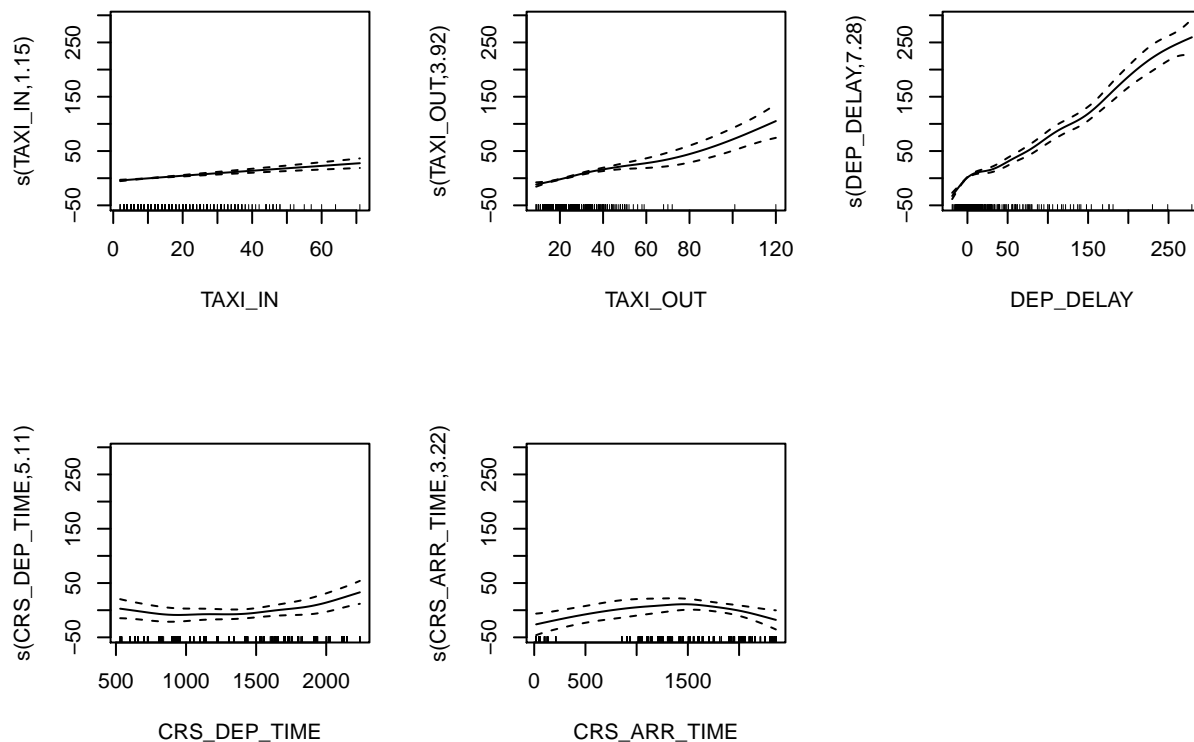 s(TAXI_IN,1.15)
−50 50 150 250
0 20 40 60
TAXI_IN
s(TAXI_OUT,3.92)
−50 50 150 250
20 40 60 80 120
TAXI_OUT
s(DEP_DELAY,7.28)
−50 50 150 250
0 50 150 250
DEP_DELAY
s(CRS_DEP_TIME,5.11)
−50 50 150 250
500 1000 1500 2000
CRS_DEP_TIME
s(CRS_ARR_TIME,3.22)
−50 50 150 250
0 500 1500
CRS_ARR_TIME